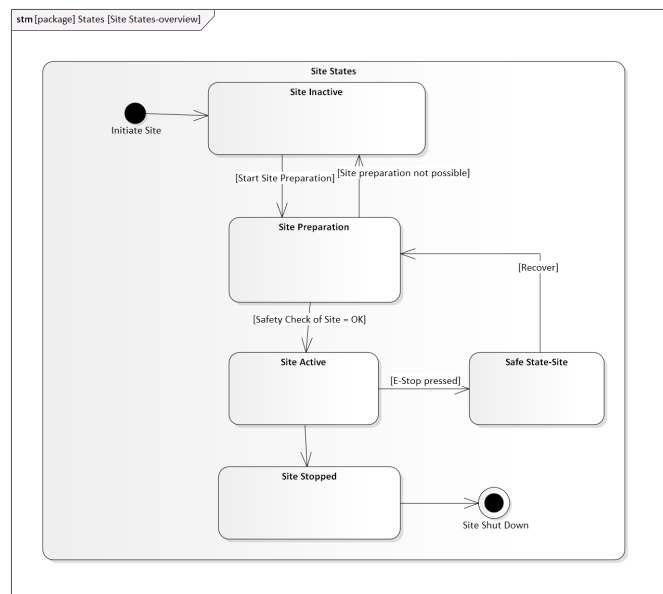 stm [package] States [Site States-overview]
Site States
Site Inactive
Initiate Site
[Start Site Preparation]
[Site preparation not possible]
Site Preparation
[Recover]
[Safety Check of Site = OK]
Site Active
[E-Stop pressed]
Safe State-Site
Site Stopped
Site Shut Down